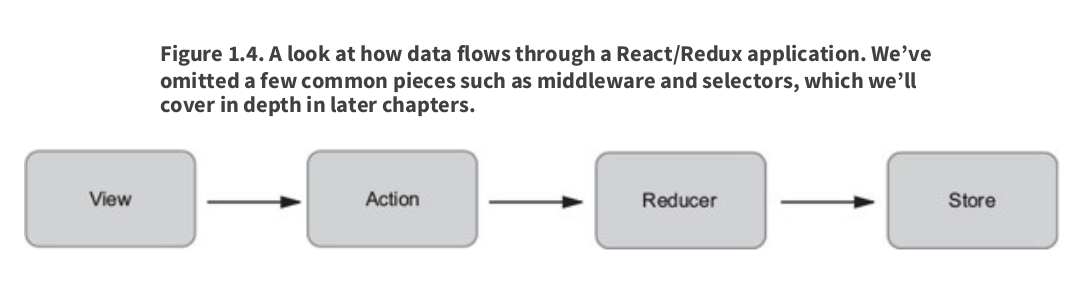 Figure 1.4. A look at how data flows through a React/Redux application. We’ve
omitted a few common pieces such as middleware and selectors, which we’ll
cover in depth in later chapters.
View
Action
Reducer
Store